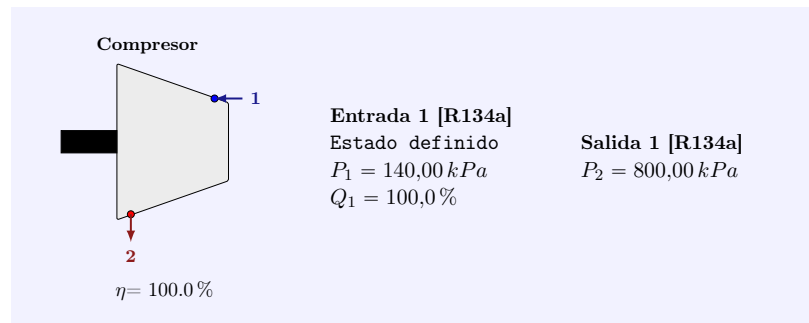 Compresor
1
2
η= 100.0 %
Entrada 1 [R134a]
Estado definido
P₁ = 140,00 kPa
Q₁ = 100,0 %
Salida 1 [R134a]
P₂ = 800,00 kPa